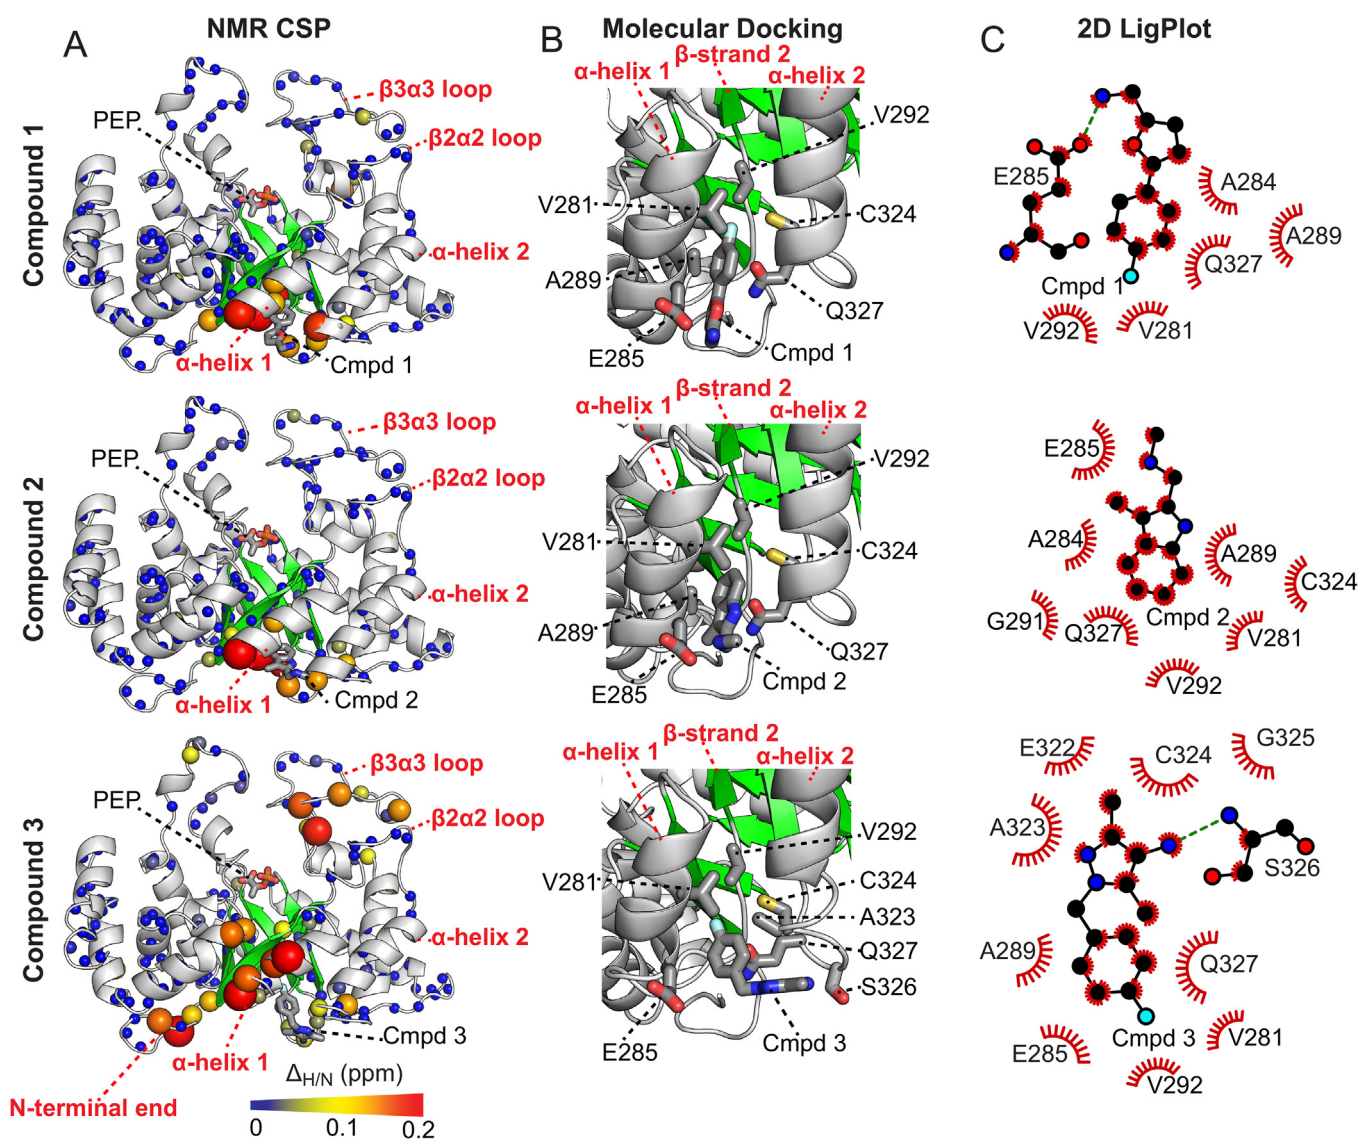 A
NMR CSP
B
Molecular Docking
C
2D LigPlot
Compound 1
PEP
β3α3 loop
β2α2 loop
α-helix 2
α-helix 1
Cmpd 1
α-helix 1
β-strand 2
α-helix 2
V292
V281
C324
A289
Q327
E285
Cmpd 1
E285
A284
A289
Q327
Cmpd 1
V292
V281
Compound 2
PEP
β3α3 loop
β2α2 loop
α-helix 2
α-helix 1
Cmpd 2
α-helix 1
β-strand 2
α-helix 2
V292
V281
C324
A289
Q327
E285
Cmpd 2
E285
A284
A289
C324
G291
Q327
Cmpd 2
V281
V292
Compound 3
PEP
β3α3 loop
β2α2 loop
α-helix 2
Cmpd 3
α-helix 1
N-terminal end
ΔH/N (ppm)
0
0.1
0.2
α-helix 1
β-strand 2
α-helix 2
V292
V281
C324
A323
Q327
S326
E285
Cmpd 3
E322
C324
G325
A323
S326
A289
Q327
Cmpd 3
E285
V281
V292